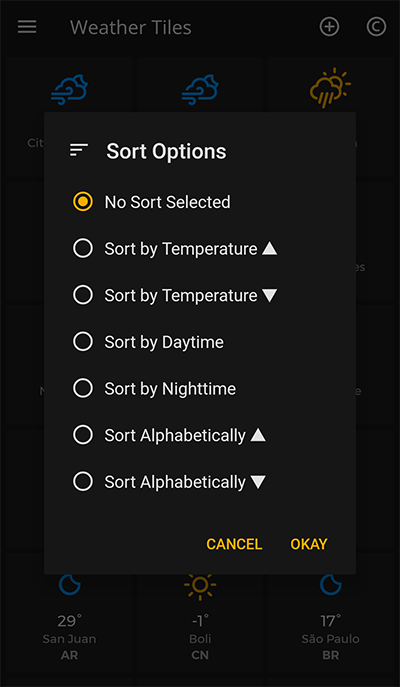 Weather Tiles
Sort Options
No Sort Selected
Sort by Temperature ▲
Sort by Temperature ▼
Sort by Daytime
Sort by Nighttime
Sort Alphabetically ▲
Sort Alphabetically ▼
CANCEL OKAY
29° -1° 17°
San Juan Boli São Paulo
AR CN BR